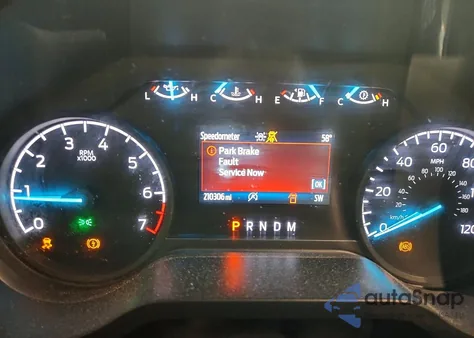 L H C H E F C H
Speedometer 58°
Park Brake
Fault
Service Now
[OK]
210306 mi SW
P R N D M
RPM
x1000
1 2 3 4 5 6 7
MPH
km/h
0 20 40 60 80 100 120
autoSnap